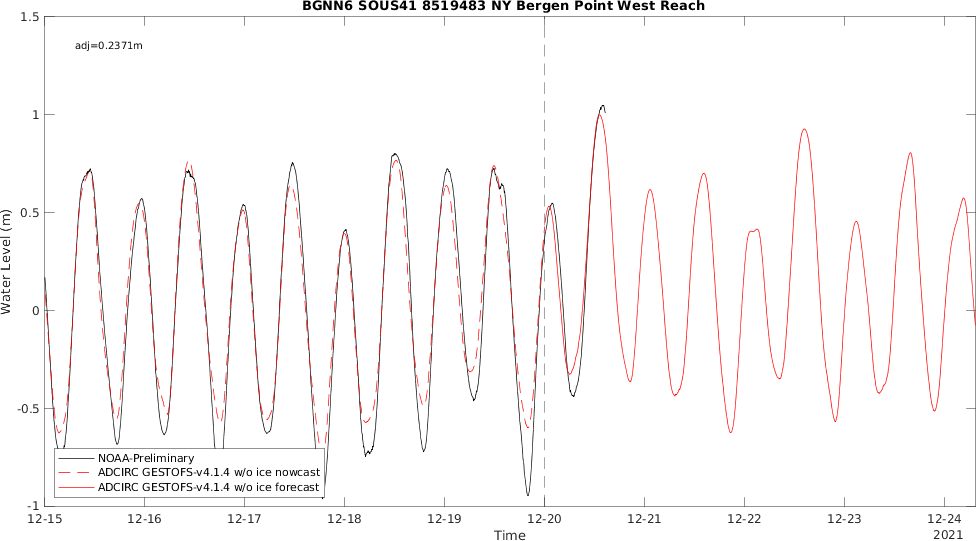 BGNN6 SOUS41 8519483 NY Bergen Point West Reach
adj=0.2371m
Water Level (m)
1.5
1
0.5
0
-0.5
-1
NOAA-Preliminary
ADCIRC GESTOFS-v4.1.4 w/o ice nowcast
ADCIRC GESTOFS-v4.1.4 w/o ice forecast
12-15 12-16 12-17 12-18 12-19 12-20 12-21 12-22 12-23 12-24
Time
2021